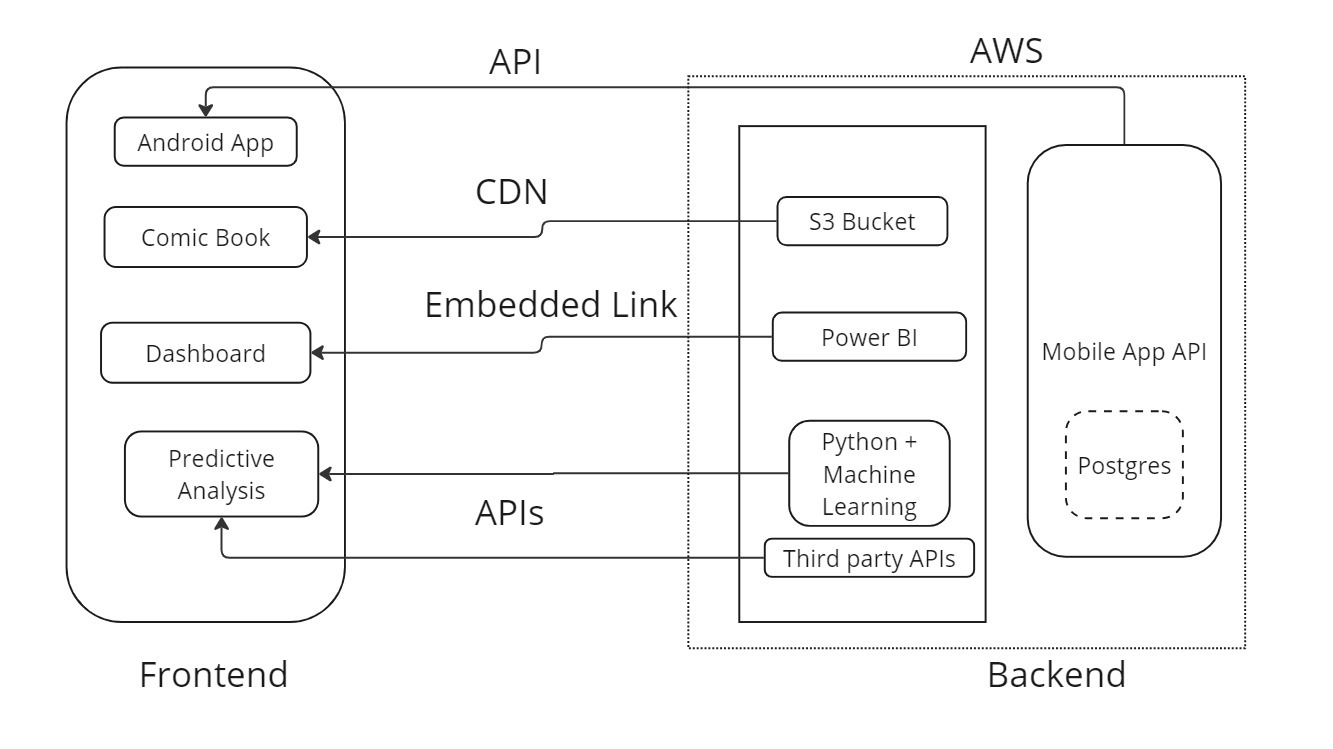 API
AWS
Android App
CDN
Comic Book
S3 Bucket
Embedded Link
Dashboard
Power BI
Mobile App API
Predictive
Analysis
Python +
Machine
Learning
Postgres
APIs
Third party APIs
Frontend
Backend